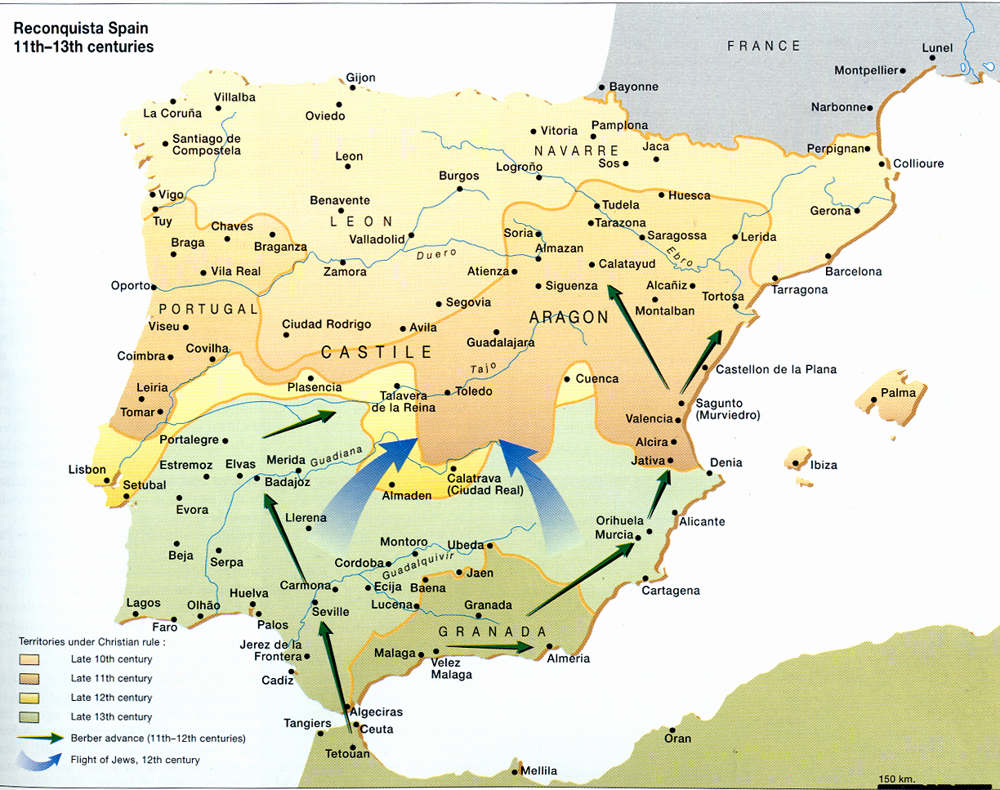 Reconquista Spain
11th–13th centuries
FRANCE
Lunel
Montpellier
Gijon
Bayonne
Villalba
La Coruña
Oviedo
Narbonne
Vitoria
Pamplona
Santiago de
Compostela
NAVARRE
Jaca
Perpignan
Leon
Sos
Collioure
Logroño
Burgos
Vigo
Benavente
Huesca
Tudela
Gerona
Tuy
LEON
Tarazona
Chaves
Valladolid
Soria
Saragossa
Lerida
Braga
Braganza
Almazan
Duero
Ebro
Zamora
Atienza
Calatayud
Vila Real
Barcelona
Oporto
Siguenza
Alcañiz
Tarragona
Tortosa
PORTUGAL
Segovia
Montalban
ARAGON
Viseu
Ciudad Rodrigo
Avila
Guadalajara
Covilha
CASTILE
Coimbra
Tajo
Castellon de la Plana
Leiria
Plasencia
Cuenca
Talavera
de la Reina
Toledo
Palma
Tomar
Sagunto
(Murviedro)
Valencia
Portalegre
Alcira
Merida
Guadiana
Estremoz
Elvas
Jativa
Denia
Ibiza
Lisbon
Badajoz
Calatrava
(Ciudad Real)
Setubal
Almaden
Evora
Llerena
Orihuela
Alicante
Murcia
Montoro
Ubeda
Beja
Serpa
Cordoba
Guadalquivir
Jaen
Carmona
Ecija
Baena
Cartagena
Huelva
Lagos
Olhão
Seville
Lucena
Granada
Faro
Palos
GRANADA
Territories under Christian rule :
Late 10th century
Late 11th century
Late 12th century
Late 13th century
Berber advance (11th–12th centuries)
Flight of Jews, 12th century
Jerez de la
Frontera
Malaga
Velez
Malaga
Almeria
Cadiz
Algeciras
Tangiers
Ceuta
Oran
Tetouan
Mellila
150 km.